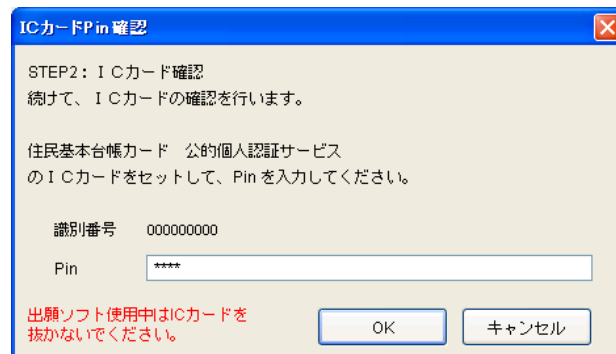 ICカードPin確認
STEP2：ＩＣカード確認
続けて、ＩＣカードの確認を行います。
住民基本台帳カード　公的個人認証サービス
のＩＣカードをセットして、Pinを入力してください。
識別番号　000000000
Pin　****
出願ソフト使用中はICカードを
抜かないでください。
OK　キャンセル